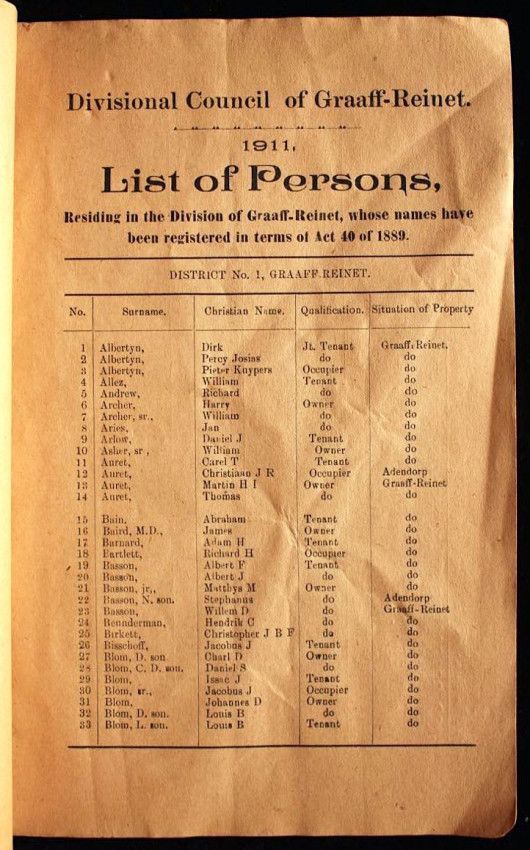 Divisional Council of Graaff-Reinet.
1911,
List of Persons,
Residing in the Division of Graaff-Reinet, whose names have
been registered in terms of Act 40 of 1889.
DISTRICT No. 1, GRAAFF-REINET.
No. Surname. Christian Name. Qualification. Situation of Property
1 Albertyn, Dirk Jt. Tenant Graaff-Reinet.
2 Albertyn, Percy Josias do do
3 Albertyn, Pieter Kuypers Occupier do
4 Allez, William Tenant do
5 Andrew, Richard do do
6 Archer, Harry Owner do
7 Archer, sr., William do do
8 Aries, Jan do do
9 Arlow, Daniel J Tenant do
10 Asher, sr., William Owner do
11 Auret, Carel T Tenant do
12 Auret, Christiaan J R Occupier Adendorp
13 Auret, Martin H I Owner Graaff-Reinet
14 Auret, Thomas do do
15 Bain, Abraham Tenant do
16 Baird, M.D., James Owner do
17 Barnard, Adam H Tenant do
18 Bartlett, Richard H Occupier do
19 Basson, Albert F Tenant do
20 Basson, Albert J do do
21 Basson, jr., Matthys M Owner do
22 Basson, N. son. Stephanus do Adendorp
23 Basson, Willem D do Graaff-Reinet
24 Hendrik C do do
25 Birkett, Christopher J B F do do
26 Bisschoff, Jacobus J Tenant do
27 Blom, D. son Charl D Owner do
28 Blom, C. D. son. Daniel S do do
29 Blom, Isaac J Tenant do
30 Blom, sr., Jacobus J Occupier do
31 Blom, Johannes D Owner do
32 Blom, D. son. Louis B do do
33 Blom, L. son. Louis B Tenant do